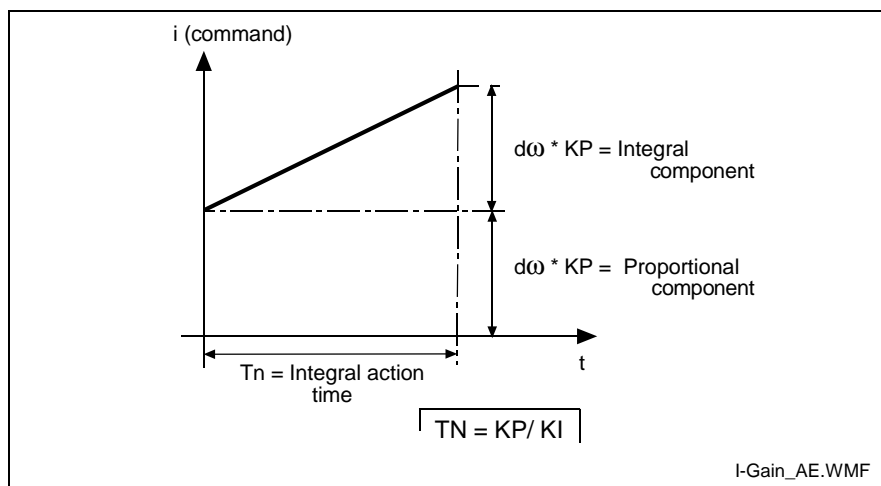 i (command)
dω * KP = Integral
component
dω * KP = Proportional
component
t
Tn = Integral action
time
TN = KP/ KI
I-Gain_AE.WMF